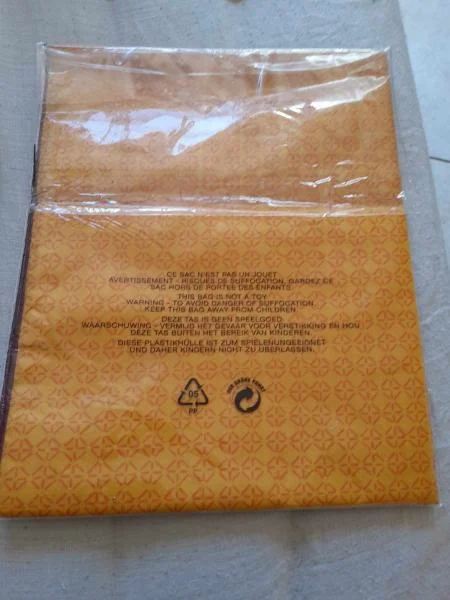 CE SAC N'EST PAS UN JOUET
AVERTISSEMENT - RISQUES DE SUFFOCATION, GARDEZ CE
SAC HORS DE PORTEE DES ENFANTS
THIS BAG IS NOT A TOY
WARNING - TO AVOID DANGER OF SUFFOCATION
KEEP THIS BAG AWAY FROM CHILDREN
DEZE TAS IS GEEN SPEELGOED.
WAARSCHUWING - VERMIJD HET GEVAAR VOOR VERSTIKKING EN HOU
DEZE TAS BUITEN HET BEREIK VAN KINDEREN.
DIESE PLASTIKHÜLLE IST ZUM SPIELENUNGEEIGNET
UND DAHER KINDERN NICHT ZU ÜBERLASSEN.
05
PP